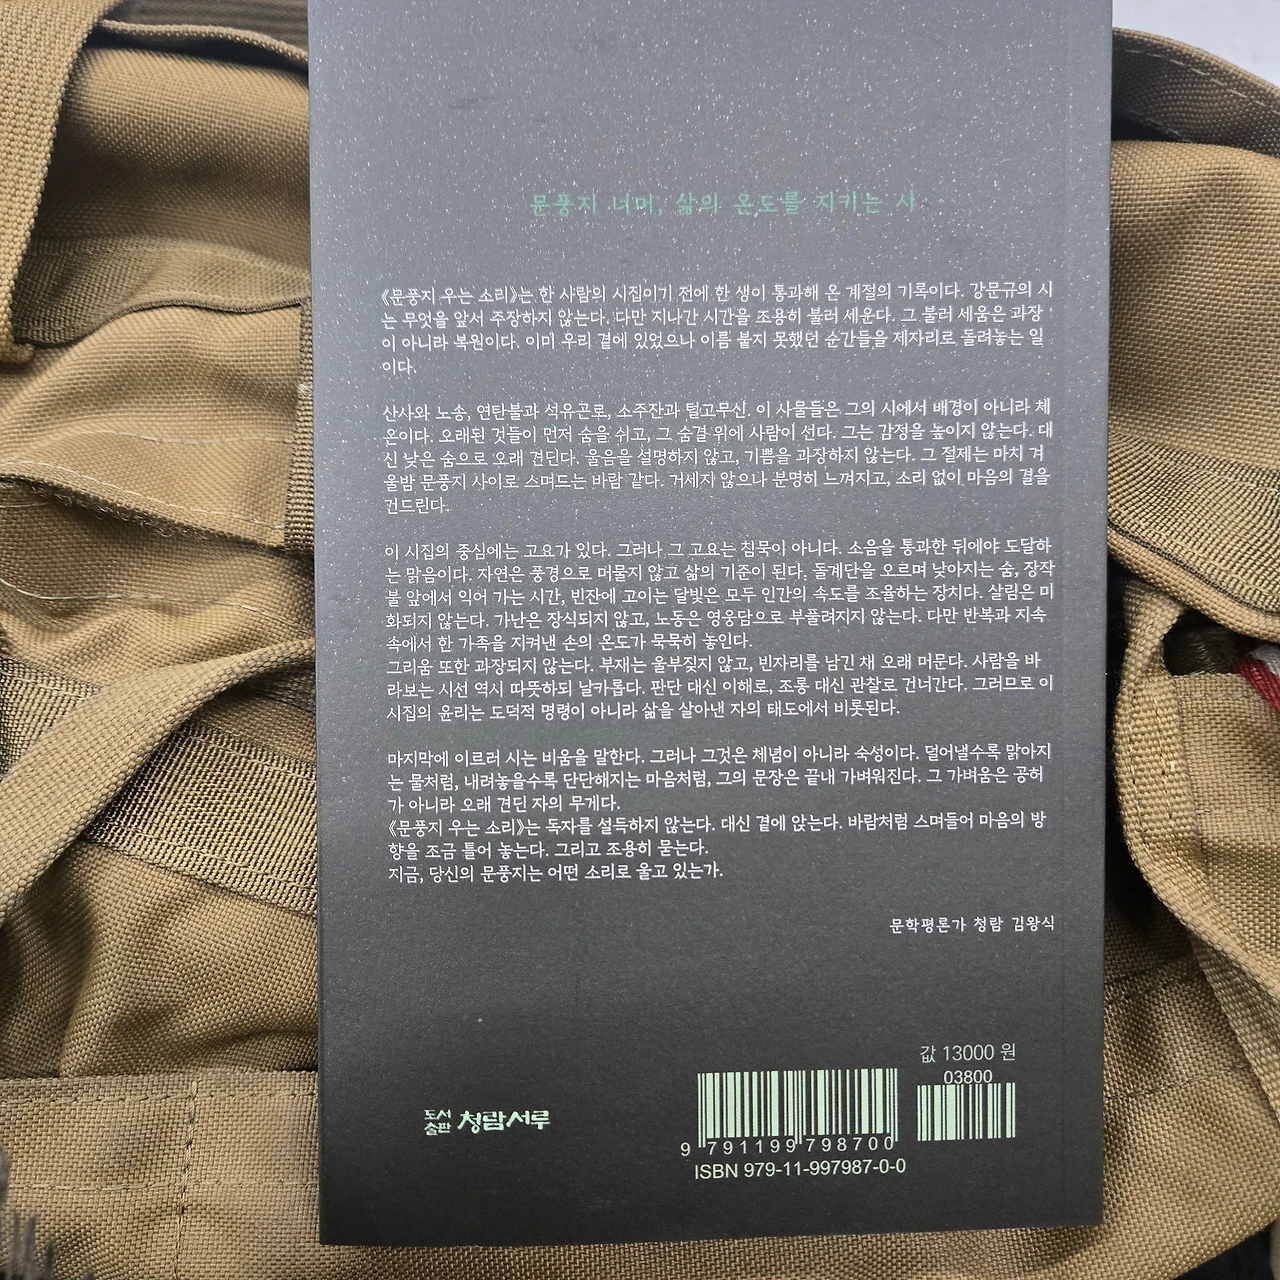 문풍지 너머, 삶의 온도를 지키는 시
《문풍지 우는 소리》는 한 사람의 시집이기 전에 한 생이 통과해 온 계절의 기록이다. 강문규의 시
는 무엇을 앞서 주장하지 않는다. 다만 지나간 시간을 조용히 불러 세운다. 그 불러 세움은 과장
이 아니라 복원이다. 이미 우리 곁에 있었으나 이름 붙지 못했던 순간들을 제자리로 돌려놓는 일
이다.
산사와 노송, 연탄불과 석유곤로, 소주잔과 털고무신. 이 사물들은 그의 시에서 배경이 아니라 체
온이다. 오래된 것들이 먼저 숨을 쉬고, 그 숨결 위에 사람이 선다. 그는 감정을 높이지 않는다. 대
신 낮은 숨으로 오래 견딘다. 울음을 설명하지 않고, 기쁨을 과장하지 않는다. 그 절제는 마치 겨
울밤 문풍지 사이로 스며드는 바람 같다. 거세지 않으나 분명히 느껴지고, 소리 없이 마음의 결을
건드린다.
이 시집의 중심에는 고요가 있다. 그러나 그 고요는 침묵이 아니다. 소음을 통과한 뒤에야 도달하
는 맑음이다. 자연은 풍경으로 머물지 않고 삶의 기준이 된다. 돌계단을 오르며 낮아지는 숨, 장작
불 앞에서 익어 가는 시간, 빈잔에 고이는 달빛은 모두 인간의 속도를 조율하는 장치다. 살림은 미
화되지 않는다. 가난은 장식되지 않고, 노동은 영웅담으로 부풀려지지 않는다. 다만 반복과 지속
속에서 한 가족을 지켜낸 손의 온도가 묵묵히 놓인다.
그리움 또한 과장되지 않는다. 부재는 울부짖지 않고, 빈자리를 남긴 채 오래 머문다. 사람을 바
라보는 시선 역시 따뜻하되 날카롭다. 판단 대신 이해로, 조롱 대신 관찰로 건너간다. 그러므로 이
시집의 윤리는 도덕적 명령이 아니라 삶을 살아낸 자의 태도에서 비롯된다.
마지막에 이르러 시는 비움을 말한다. 그러나 그것은 체념이 아니라 숙성이다. 덜어낼수록 맑아지
는 물처럼, 내려놓을수록 단단해지는 마음처럼, 그의 문장은 끝내 가벼워진다. 그 가벼움은 공허
가 아니라 오래 견딘 자의 무게다.
《문풍지 우는 소리》는 독자를 설득하지 않는다. 대신 곁에 앉는다. 바람처럼 스며들어 마음의 방
향을 조금 틀어 놓는다. 그리고 조용히 묻는다.
지금, 당신의 문풍지는 어떤 소리로 울고 있는가.
문학평론가 청람 김왕식
값 13000 원
03800
도서
출판 청람서루
9 791199 798700
ISBN 979-11-997987-0-0